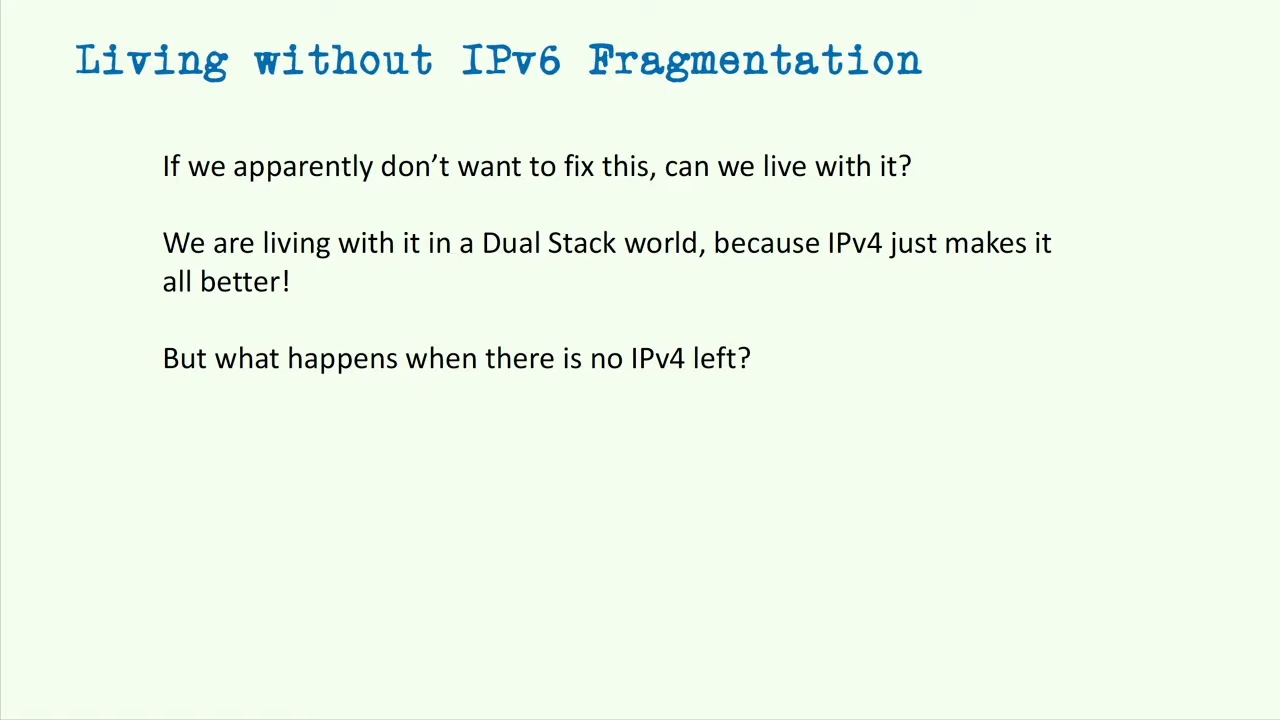 Living without IPv6 Fragmentation
If we apparently don’t want to fix this, can we live with it?
We are living with it in a Dual Stack world, because IPv4 just makes it
all better!
But what happens when there is no IPv4 left?